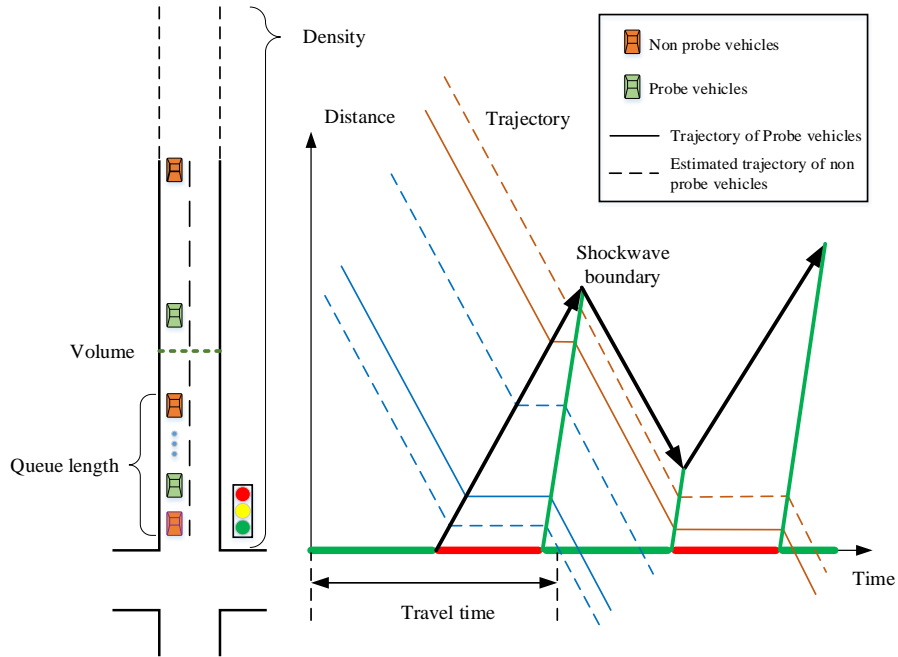 Density
Non probe vehicles
Probe vehicles
Trajectory of Probe vehicles
Estimated trajectory of non
probe vehicles
Distance
Trajectory
Shockwave
boundary
Volume
Queue length
Time
Travel time